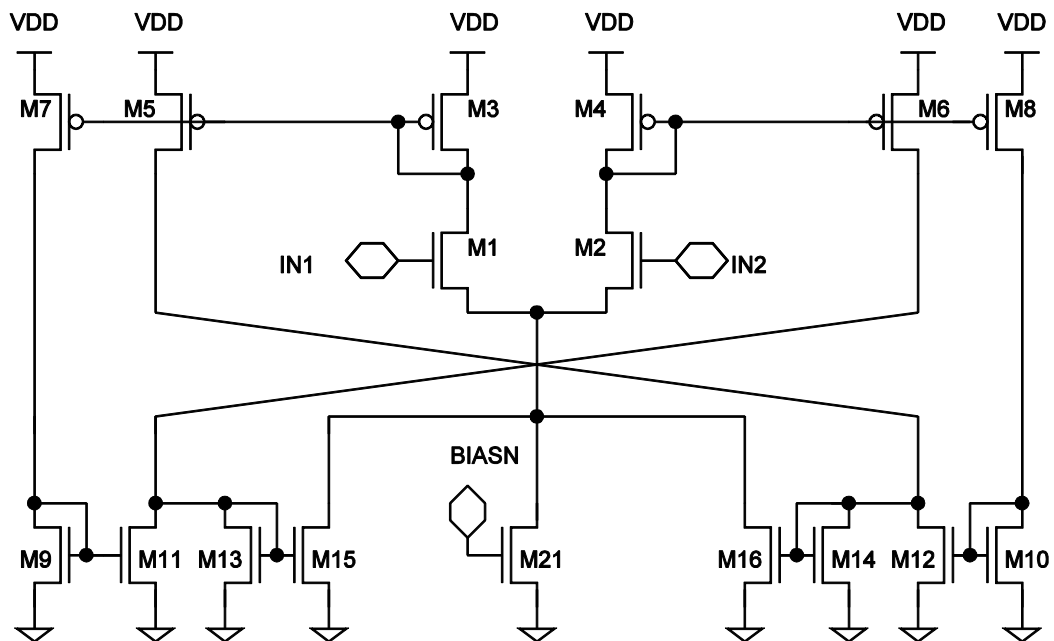 VDD VDD VDD VDD VDD VDD
M7 M5 M3 M4 M6 M8
IN1 M1 M2 IN2
BIASN
M9 M11 M13 M15 M21 M16 M14 M12 M10